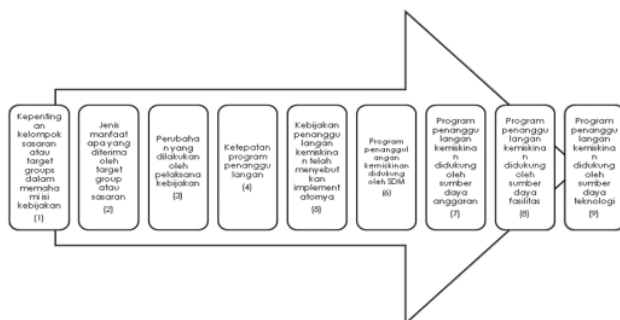 Kepenting
an kelompok
sasaran atau
target groups
dalam
memaha
mi isi
kebijakan
(1)
Jenis
manfaat
apa yang
diterima
oleh
target
group
atau
sasaran
(2)
Perubaha
n yang
dilakukan
oleh
pelaksana
kebijakan
(3)
Ketepatan
program
penanggu
langan
(4)
Kebijakan
penanggu
langan
kemiskina
n telah
menyebut
kan
implement
atornya
(5)
Program
penanggul
angan
kemiskinan
didukung
oleh SDM
(6)
Program
penanggu
langan
kemiskina
n
didukung
oleh
sumber
daya
anggaran
(7)
Program
penanggu
langan
kemiskina
n
didukung
oleh
sumber
daya
fasilitas
(8)
Program
penanggu
langan
kemiskina
n
didukung
oleh
sumber
daya
teknologi
(9)